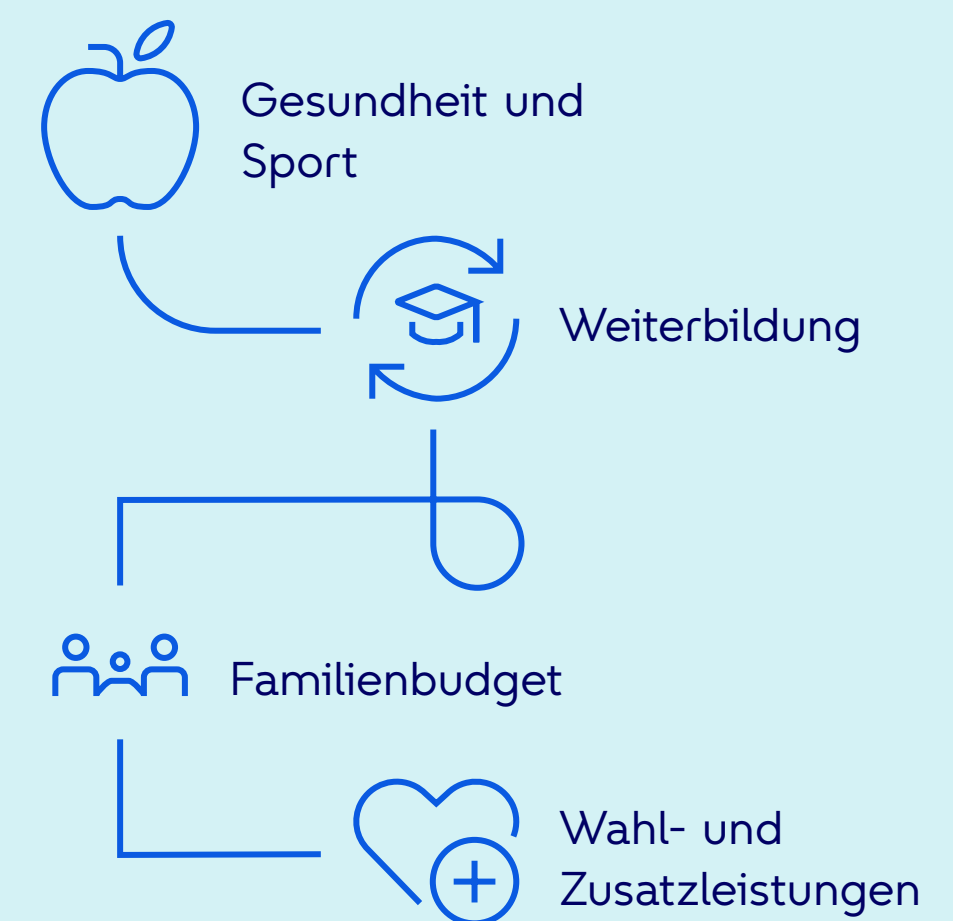 Gesundheit und
Sport
Weiterbildung
Familienbudget
Wahl- und
Zusatzleistungen